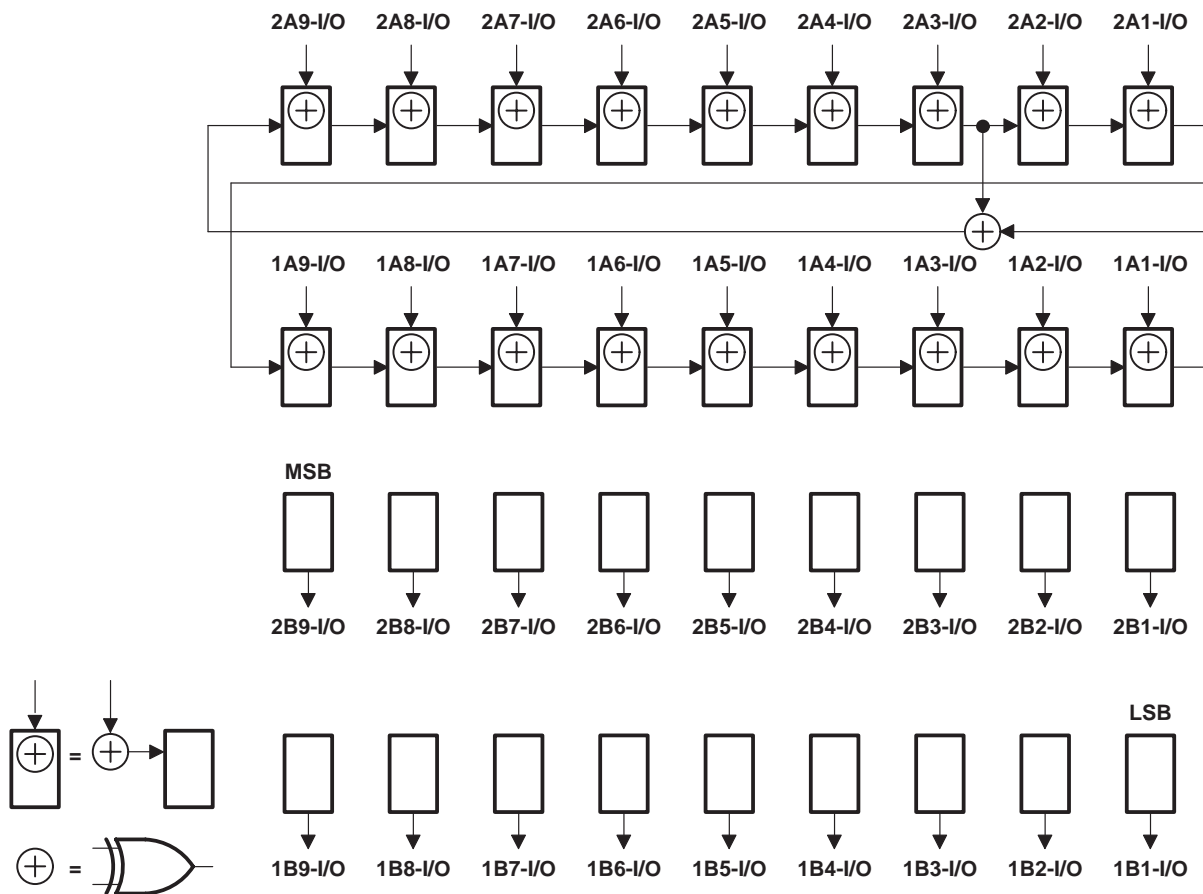 2A9-I/O 2A8-I/O 2A7-I/O 2A6-I/O 2A5-I/O 2A4-I/O 2A3-I/O 2A2-I/O 2A1-I/O
1A9-I/O 1A8-I/O 1A7-I/O 1A6-I/O 1A5-I/O 1A4-I/O 1A3-I/O 1A2-I/O 1A1-I/O
MSB
2B9-I/O 2B8-I/O 2B7-I/O 2B6-I/O 2B5-I/O 2B4-I/O 2B3-I/O 2B2-I/O 2B1-I/O
LSB
=
1B9-I/O 1B8-I/O 1B7-I/O 1B6-I/O 1B5-I/O 1B4-I/O 1B3-I/O 1B2-I/O 1B1-I/O
=